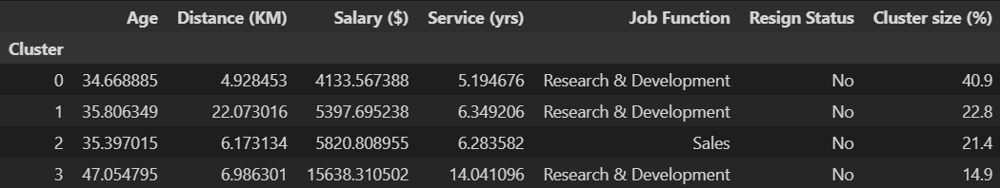 Age Distance (KM) Salary ($) Service (yrs) Job Function Resign Status Cluster size (%)
Cluster
0 34.668885 4.928453 4133.567388 5.194676 Research & Development No 40.9
1 35.806349 22.073016 5397.695238 6.349206 Research & Development No 22.8
2 35.397015 6.173134 5820.808955 6.283582 Sales No 21.4
3 47.054795 6.986301 15638.310502 14.041096 Research & Development No 14.9